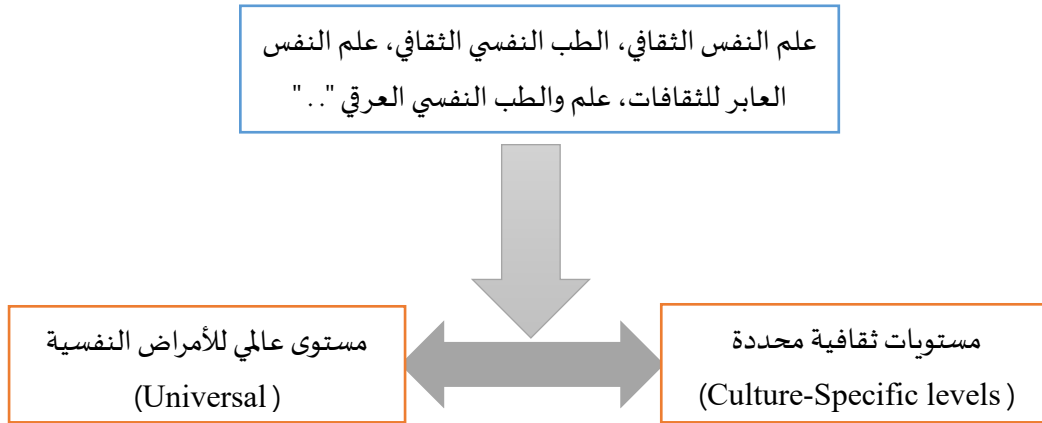 علم النفس الثقافي، الطب النفسي الثقافي، علم النفس
العابر للثقافات، علم والطب النفسي العرقي ".."
مستويات ثقافية محددة
(Culture-Specific levels)
مستوى عالمي للأمراض النفسية
(Universal)